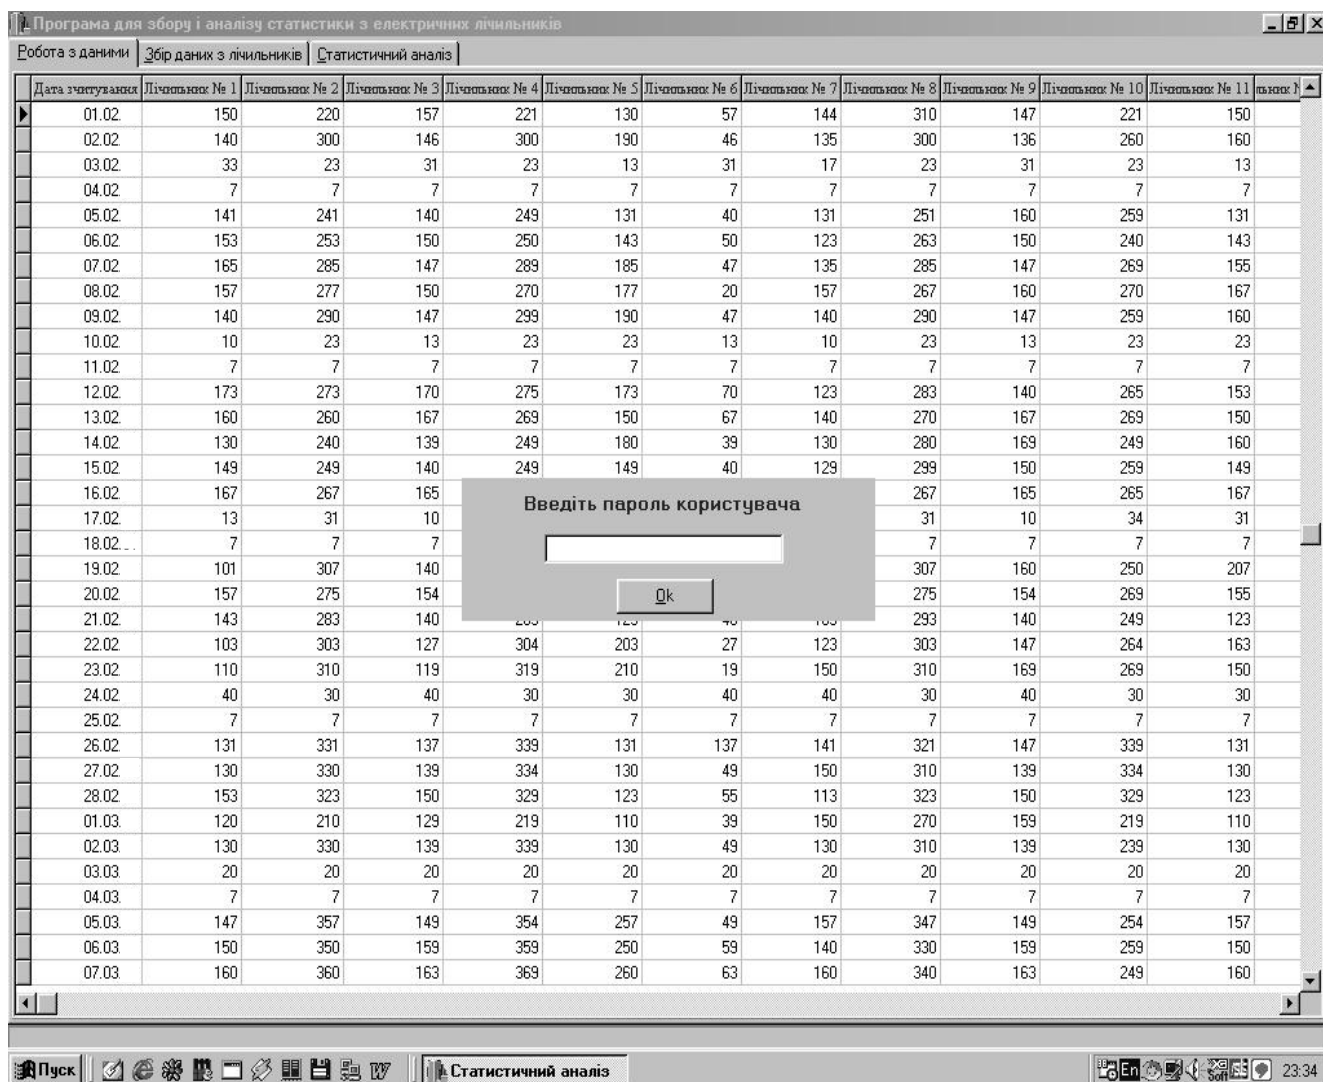 Програма для збору і аналізу статистики з електричних лічильників
Робота з даними Збір даних з лічильників Статистичний аналіз
Дата зчитування Лічильник № 1 Лічильник № 2 Лічильник № 3 Лічильник № 4 Лічильник № 5 Лічильник № 6 Лічильник № 7 Лічильник № 8 Лічильник № 9 Лічильник № 10 Лічильник № 11
01.02. 150 220 157 221 130 57 144 310 147 221 150
02.02. 140 300 146 300 190 46 135 300 136 260 160
03.02. 33 23 31 23 13 31 17 23 31 23 13
04.02. 7 7 7 7 7 7 7 7 7 7 7
05.02. 141 241 140 249 131 40 131 251 160 259 131
06.02. 153 253 150 250 143 50 123 263 150 240 143
07.02. 165 285 147 289 185 47 135 285 147 269 155
08.02. 157 277 150 270 177 20 157 267 160 270 167
09.02. 140 290 147 299 190 47 140 290 147 259 160
10.02. 10 23 13 23 23 13 10 23 13 23 23
11.02. 7 7 7 7 7 7 7 7 7 7 7
12.02. 173 273 170 275 173 70 123 283 140 265 153
13.02. 160 260 167 269 150 67 140 270 167 269 150
14.02. 130 240 139 249 180 39 130 280 169 249 160
15.02. 149 249 140 249 149 40 129 299 150 259 149
16.02. 167 267 165 267 165 265 167
17.02. 13 31 10 31 10 34 31
18.02. 7 7 7 7 7 7 7
19.02. 101 307 140 307 160 250 207
20.02. 157 275 154 275 154 269 155
21.02. 143 283 140 293 140 249 123
Введіть пароль користувача
Ok
22.02. 103 303 127 304 203 27 123 303 147 264 163
23.02. 110 310 119 319 210 19 150 310 169 269 150
24.02. 40 30 40 30 30 40 40 30 40 30 30
25.02. 7 7 7 7 7 7 7 7 7 7 7
26.02. 131 331 137 339 131 137 141 321 147 339 131
27.02. 130 330 139 334 130 49 150 310 139 334 130
28.02. 153 323 150 329 123 55 113 323 150 329 123
01.03. 120 210 129 219 110 39 150 270 159 219 110
02.03. 130 330 139 339 130 49 130 310 139 239 130
03.03. 20 20 20 20 20 20 20 20 20 20 20
04.03. 7 7 7 7 7 7 7 7 7 7 7
05.03. 147 357 149 354 257 49 157 347 149 254 157
06.03. 150 350 159 359 250 59 140 330 159 259 150
07.03. 160 360 163 369 260 63 160 340 163 249 160
Пуск Статистичний аналіз En 23:34